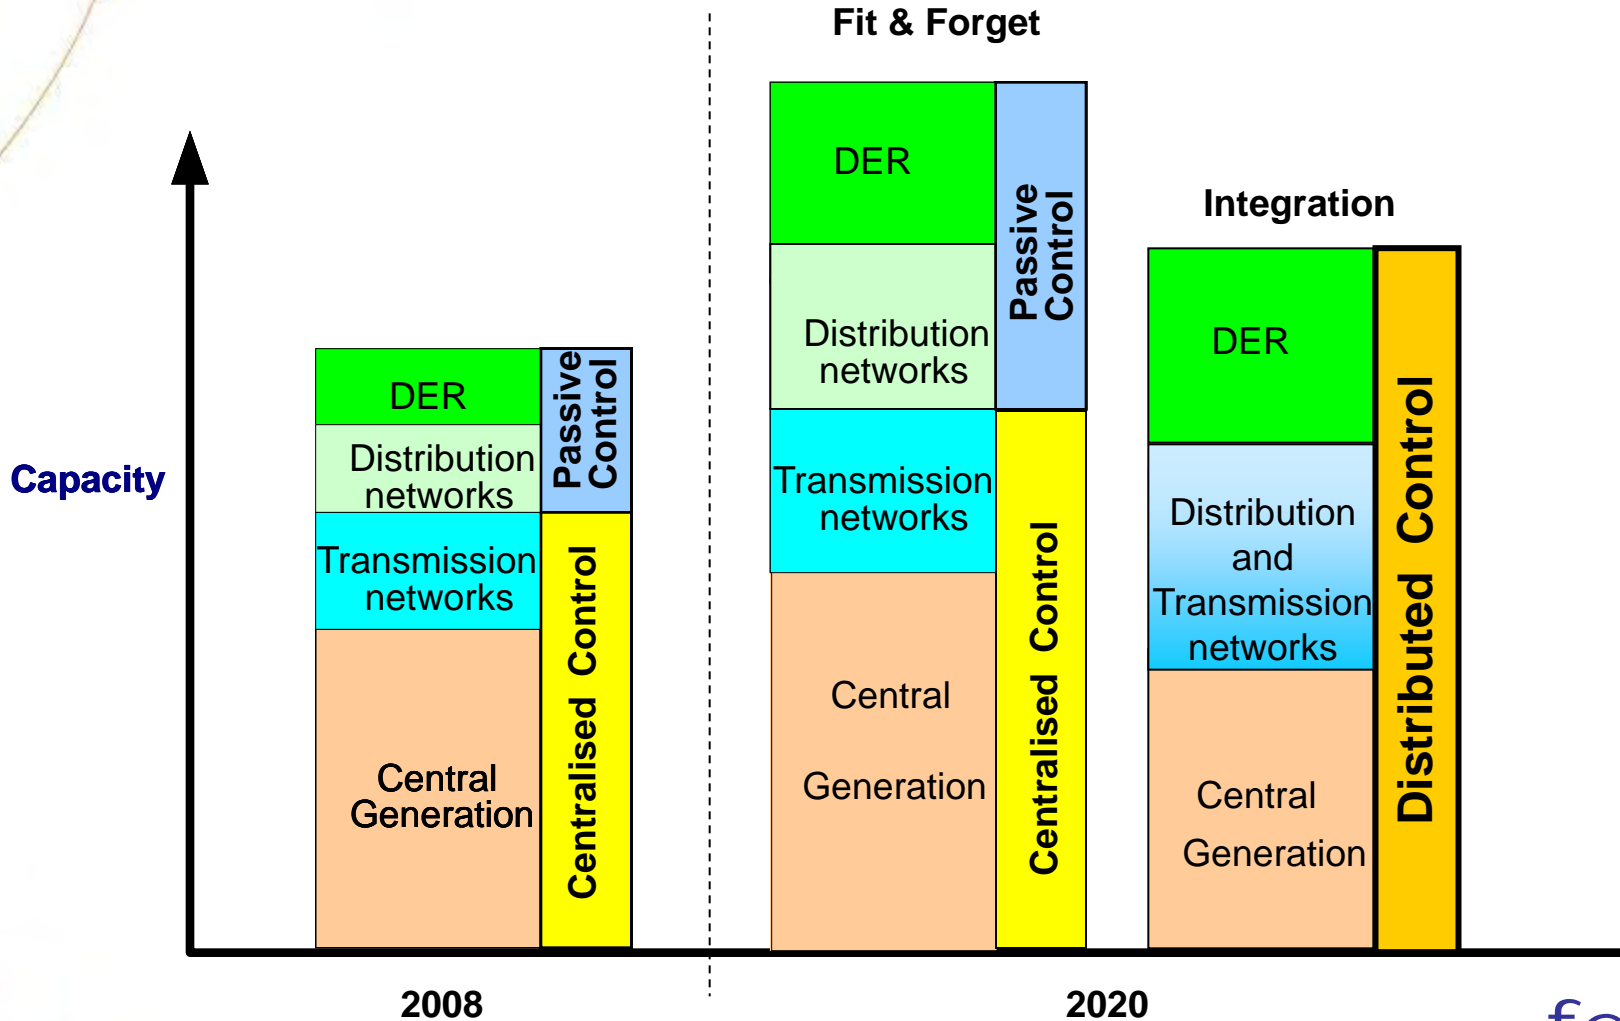 Fit & Forget
Integration
Capacity
DER
Distribution
networks
Transmission
networks
Central
Generation
Passive
Control
Centralised Control
DER
Distribution
networks
Transmission
networks
Central
Generation
Passive
Control
Centralised Control
DER
Distribution
and
Transmission
networks
Central
Generation
Distributed Control
2008
2020